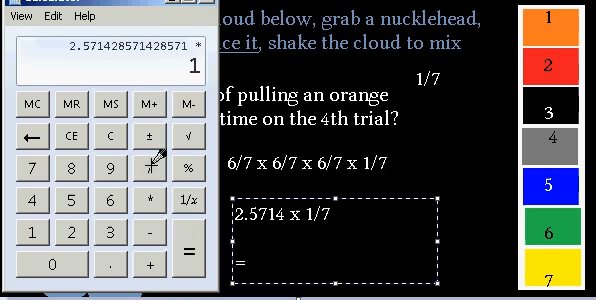 View Edit Help
2.571428571428571 *
1
MC MR MS M+ M-
← CE C ± √
7 8 9 %
4 5 6 * 1/x
1 2 3 - =
0 . +
loud below, grab a nucklehead,
ce it, shake the cloud to mix
1/7
of pulling an orange
time on the 4th trial?
6/7 x 6/7 x 6/7 x 1/7
2.5714 x 1/7
=
1
2
3
4
5
6
7